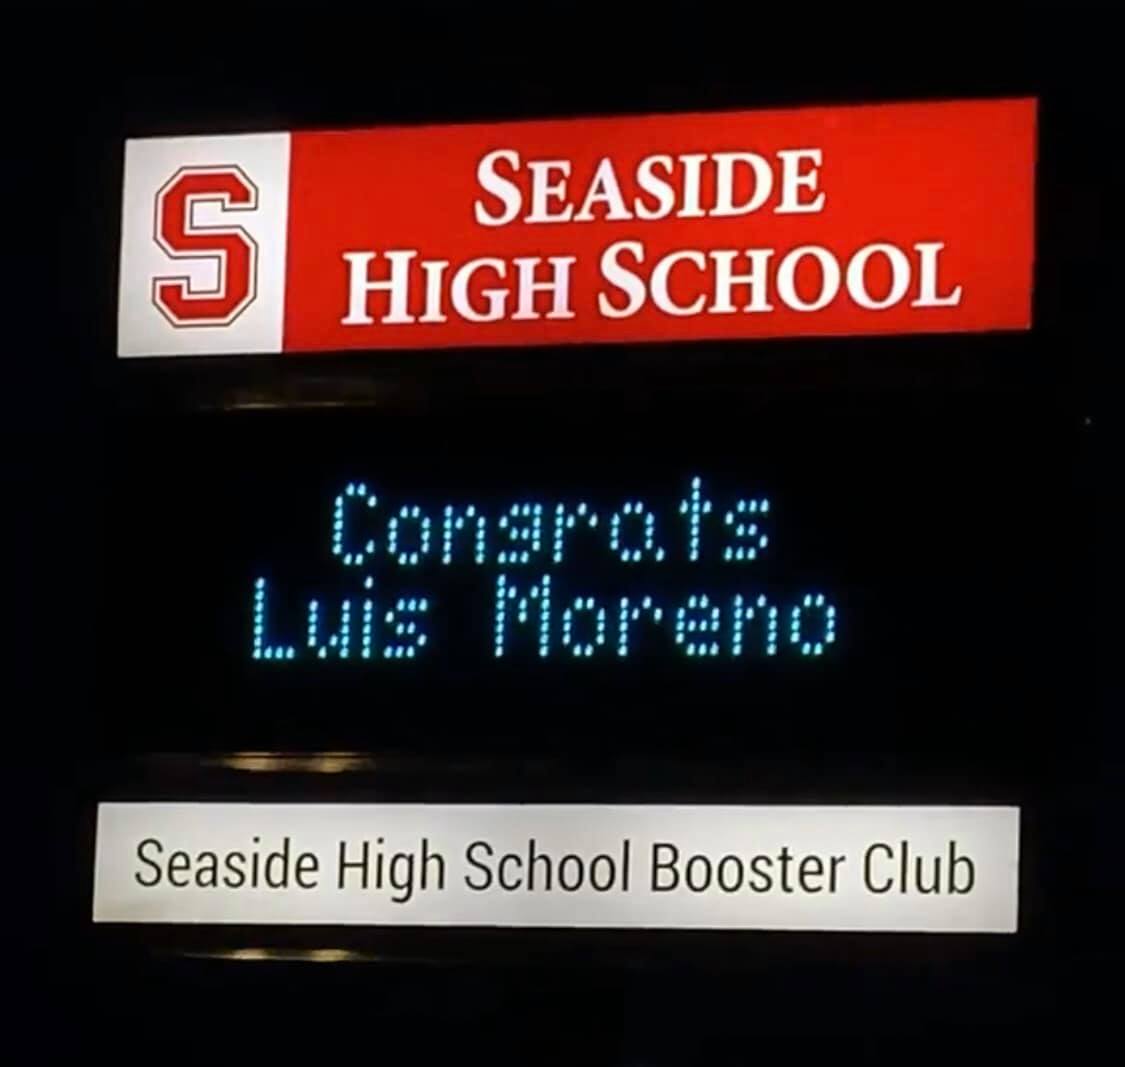 S
SEASIDE
HIGH SCHOOL
Congrats
Luis Moreno
Seaside High School Booster Club